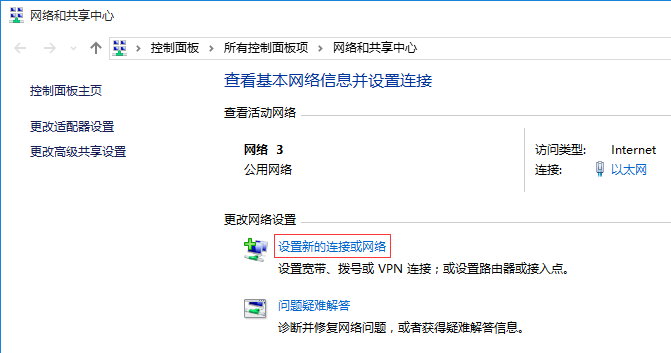 网络和共享中心
控制面板 > 所有控制面板项 > 网络和共享中心
控制面板主页
更改适配器设置
更改高级共享设置
查看基本网络信息并设置连接
查看活动网络
网络 3
公用网络
访问类型: Internet
连接: 以太网
更改网络设置
设置新的连接或网络
设置宽带、拨号或 VPN 连接；或设置路由器或接入点。
问题疑难解答
诊断并修复网络问题，或者获得疑难解答信息。